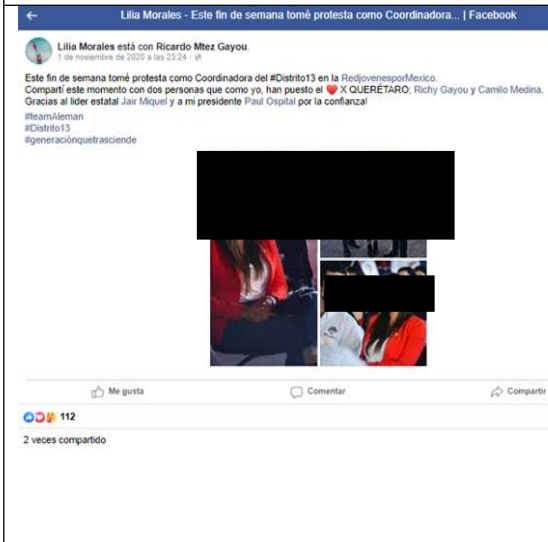 Lilia Morales - Este fin de semana tomé protesta como Coordinadora... | Facebook
Lilia Morales está con Ricardo Mtez Gayou.
1 de noviembre de 2020 a las 23:24 ·
Este fin de semana tomé protesta como Coordinadora del #Distrito13 en la RedjovenesporMexico.
Compartí este momento con dos personas que como yo, han puesto el ❤️ X QUERÉTARO; Richy Gayou y Camilo Medina.
Gracias al lider estatal Jair Miquel y a mi presidente Paul Ospital por la confianza!
#teamAleman
#Distrito13
#generaciónquetrasciende
Me gusta Comentar Compartir
112
2 veces compartido